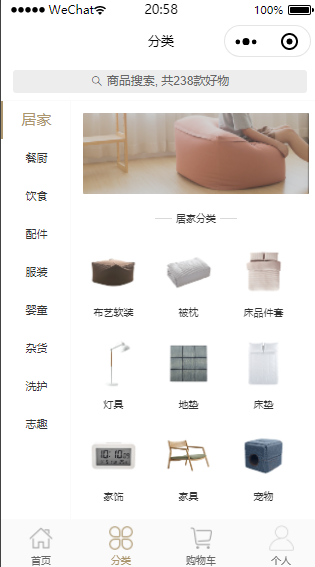 WeChat 20:58 100%
分类
商品搜索, 共238款好物
居家
餐厨
饮食
配件
服装
婴童
杂货
洗护
志趣
居家分类
布艺软装 被枕 床品件套
灯具 地垫 床垫
10:10
家饰 家具 宠物
首页 分类 购物车 个人